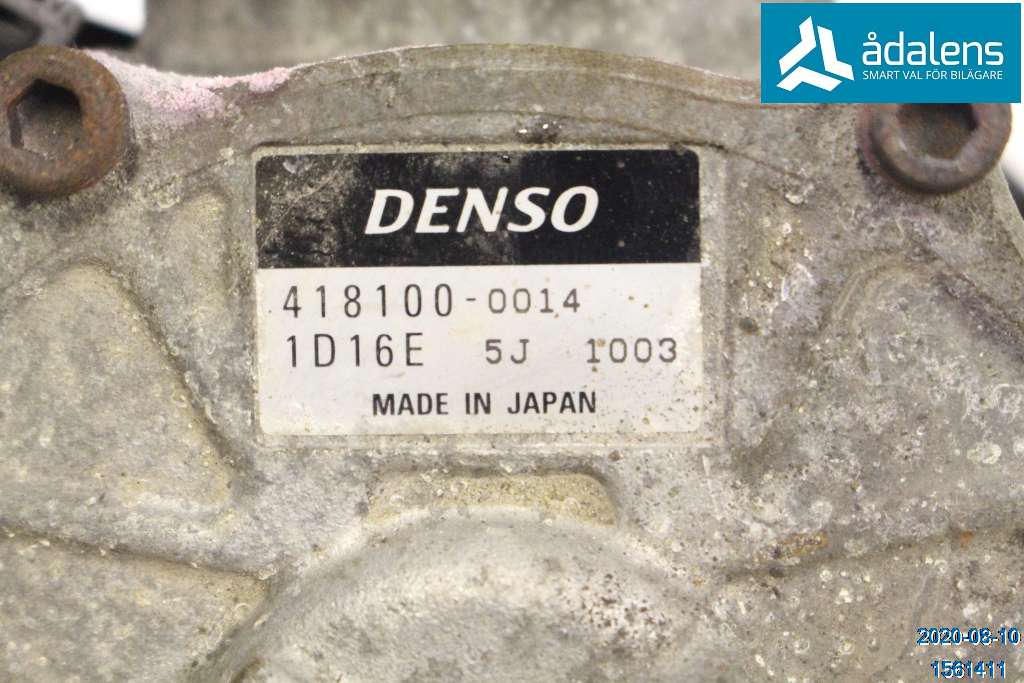 ådalens
SMART VAL FÖR BILÄGARE
DENSO
418100-0014
1D16E 5J 1003
MADE IN JAPAN
2020-08-10
1561411